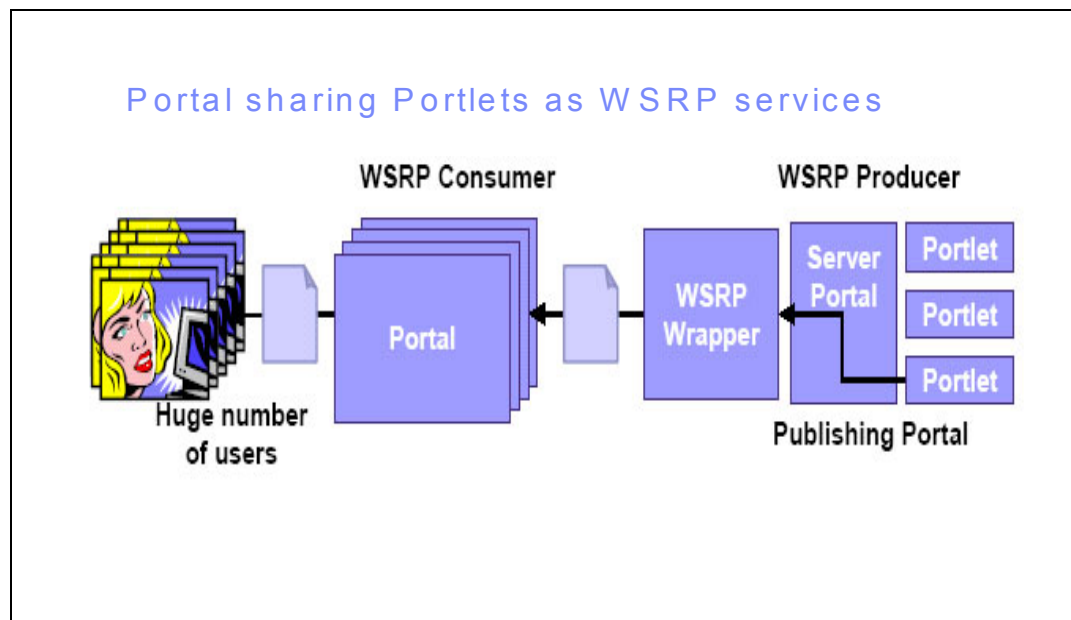 Portal sharing Portlets as WSRP services
WSRP Consumer
WSRP Producer
Huge number
of users
Portal
WSRP
Wrapper
Server
Portal
Portlet
Portlet
Portlet
Publishing Portal